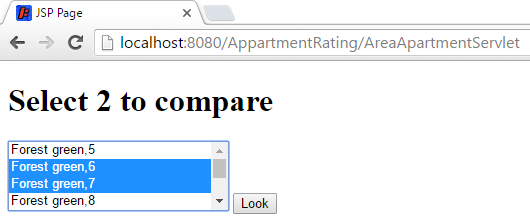 JSP Page
localhost:8080/AppartmentRating/AreaApartmentServlet
Select 2 to compare
Forest green,5
Forest green,6
Forest green,7
Forest green,8
Look